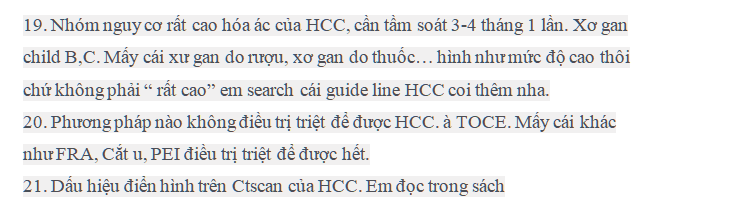 19. Nhóm nguy cơ rất cao hóa ác của HCC, cần tầm soát 3-4 tháng 1 lần. Xơ gan
child B,C. Mấy cái xư gan do rượu, xơ gan do thuốc… hình như mức độ cao thôi
chứ không phải “ rất cao” em search cái guide line HCC coi thêm nha.
20. Phương pháp nào không điều trị triệt để được HCC. à TOCE. Mấy cái khác
như FRA, Cắt u, PEI điều trị triệt để được hết.
21. Dấu hiệu điển hình trên Ctscan của HCC. Em đọc trong sách